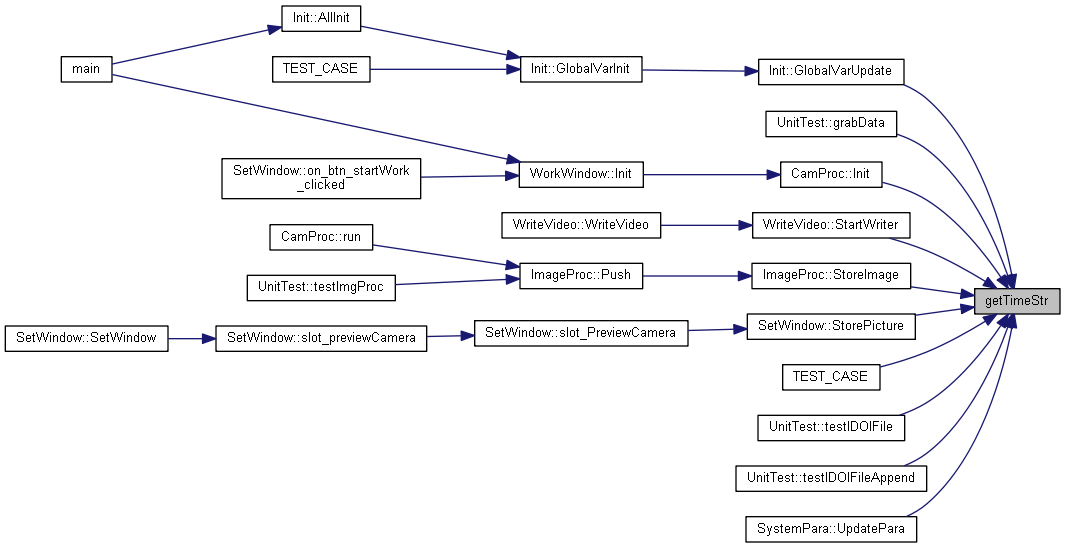 Init::AllInit
main
TEST_CASE
Init::GlobalVarInit
Init::GlobalVarUpdate
UnitTest::grabData
SetWindow::on_btn_startWork
_clicked
WorkWindow::Init
CamProc::Init
WriteVideo::WriteVideo
WriteVideo::StartWriter
CamProc::run
ImageProc::Push
ImageProc::StoreImage
UnitTest::testImgProc
getTimeStr
SetWindow::SetWindow
SetWindow::slot_previewCamera
SetWindow::slot_PreviewCamera
SetWindow::StorePicture
TEST_CASE
UnitTest::testIDOIFile
UnitTest::testIDOIFileAppend
SystemPara::UpdatePara